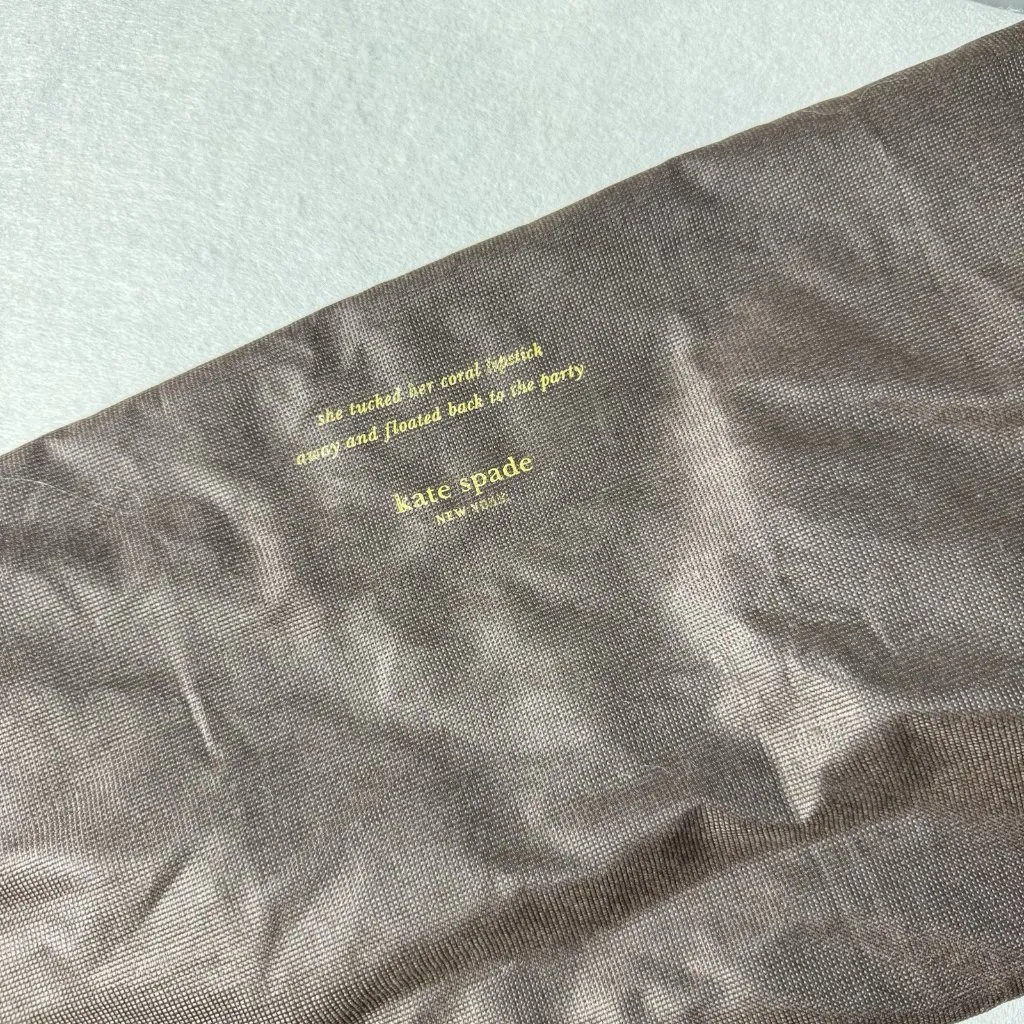 she tucked her coral lipstick
away and floated back to the party
kate spade
NEW YORK